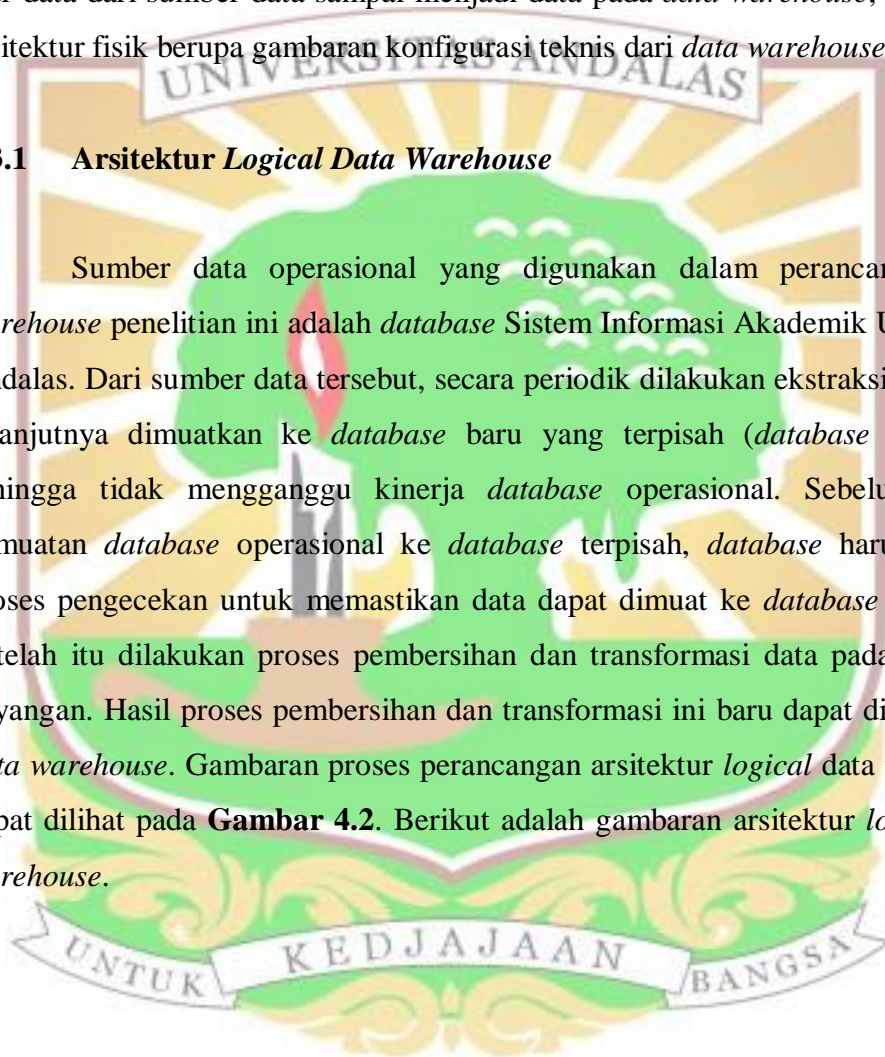 r data dari sumber data sampai menjadi data pada data warehouse,
itektur fisik berupa gambaran konfigurasi teknis dari data warehouse
UNIVERSITAS ANDALAS
3.1 Arsitektur Logical Data Warehouse
Sumber data operasional yang digunakan dalam perancan
rehouse penelitian ini adalah database Sistem Informasi Akademik U
dalas. Dari sumber data tersebut, secara periodik dilakukan ekstraksi
anjutnya dimuatkan ke database baru yang terpisah (database
hingga tidak mengganggu kinerja database operasional. Sebelu
muatan database operasional ke database terpisah, database haru
oses pengecekan untuk memastikan data dapat dimuat ke database
telah itu dilakukan proses pembersihan dan transformasi data pada
yangan. Hasil proses pembersihan dan transformasi ini baru dapat di
ta warehouse. Gambaran proses perancangan arsitektur logical data
pat dilihat pada Gambar 4.2. Berikut adalah gambaran arsitektur lo
rehouse.
UNTUK KEDJAJAAN BANGSA